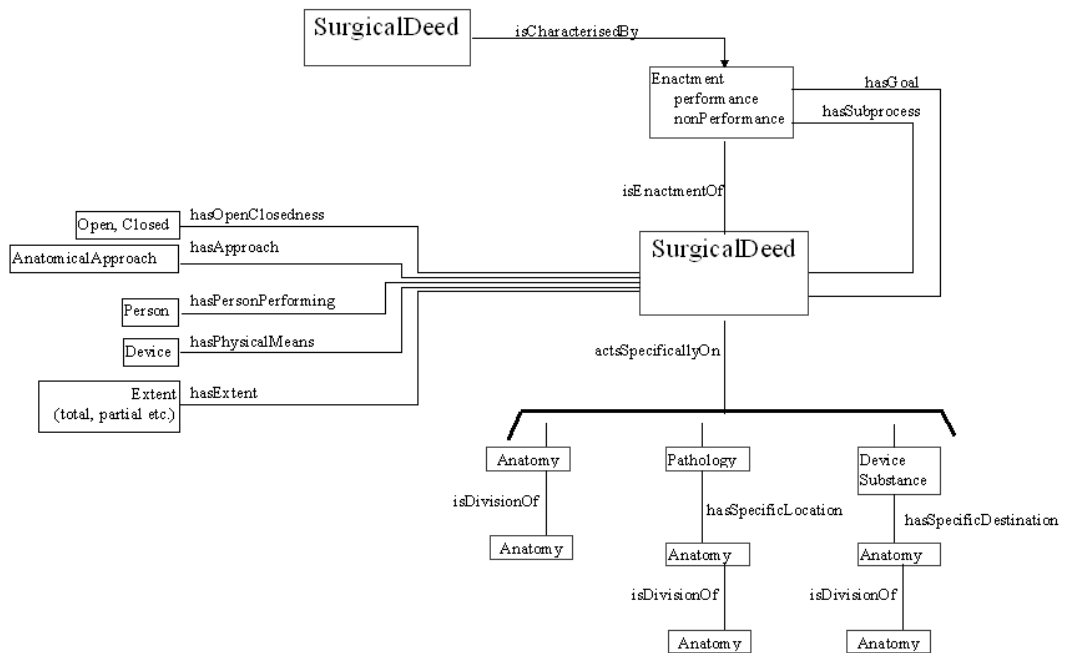 SurgicalDeed
isCharacterisedBy
Enactment
performance
nonPerformance
hasGoal
hasSubprocess
isEnactmentOf
Open, Closed
hasOpenClosedness
AnatomicalApproach
hasApproach
SurgicalDeed
Person
hasPersonPerforming
Device
hasPhysicalMeans
actsSpecificallyOn
Extent
(total, partial etc.)
hasExtent
Anatomy
Pathology
Device
Substance
isDivisionOf
hasSpecificLocation
hasSpecificDestination
Anatomy
Anatomy
Anatomy
isDivisionOf
isDivisionOf
Anatomy
Anatomy